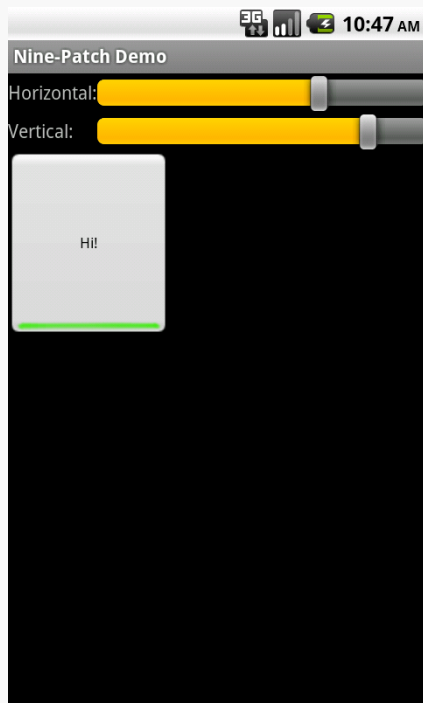 3G 10:47 AM
Nine-Patch Demo
Horizontal:
Vertical:
Hi!